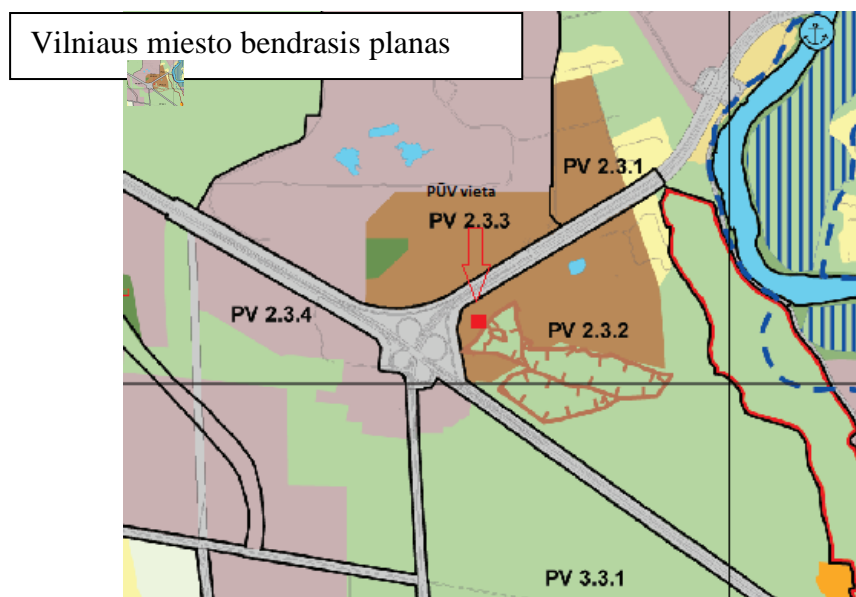 Vilniaus miesto bendrasis planas
PV 2.3.1
PŪV vieta
PV 2.3.3
PV 2.3.4
PV 2.3.2
PV 3.3.1